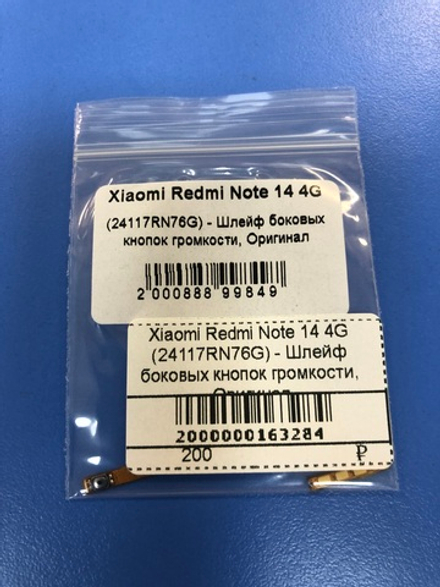 Xiaomi Redmi Note 14 4G
(24117RN76G) - Шлейф боковых
кнопок громкости, Оригинал
2 000888 99849
Xiaomi Redmi Note 14 4G
(24117RN76G) - Шлейф
боковых кнопок громкости,
Оригинал
2000000163284
200 ₽